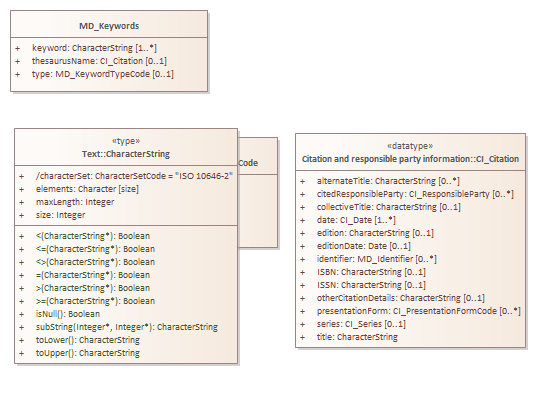 MD_Keywords
+ keyword: CharacterString [1..*]
+ thesaurusName: CI_Citation [0..1]
+ type: MD_KeywordTypeCode [0..1]
«type»
Text::CharacterString
+ /characterSet: CharacterSetCode = "ISO 10646-2"
+ elements: Character [size]
+ maxLength: Integer
+ size: Integer
+ <(CharacterString*): Boolean
+ <=(CharacterString*): Boolean
+ <>(CharacterString*): Boolean
+ =(CharacterString*): Boolean
+ >(CharacterString*): Boolean
+ >=(CharacterString*): Boolean
+ isNull(): Boolean
+ subString(Integer*, Integer*): CharacterString
+ toLower(): CharacterString
+ toUpper(): CharacterString
Code
«datatype»
Citation and responsible party information::CI_Citation
+ alternateTitle: CharacterString [0..*]
+ citedResponsibleParty: CI_ResponsibleParty [0..*]
+ collectiveTitle: CharacterString [0..1]
+ date: CI_Date [1..*]
+ edition: CharacterString [0..1]
+ editionDate: Date [0..1]
+ identifier: MD_Identifier [0..*]
+ ISBN: CharacterString [0..1]
+ ISSN: CharacterString [0..1]
+ otherCitationDetails: CharacterString [0..1]
+ presentationForm: CI_PresentationFormCode [0..*]
+ series: CI_Series [0..1]
+ title: CharacterString